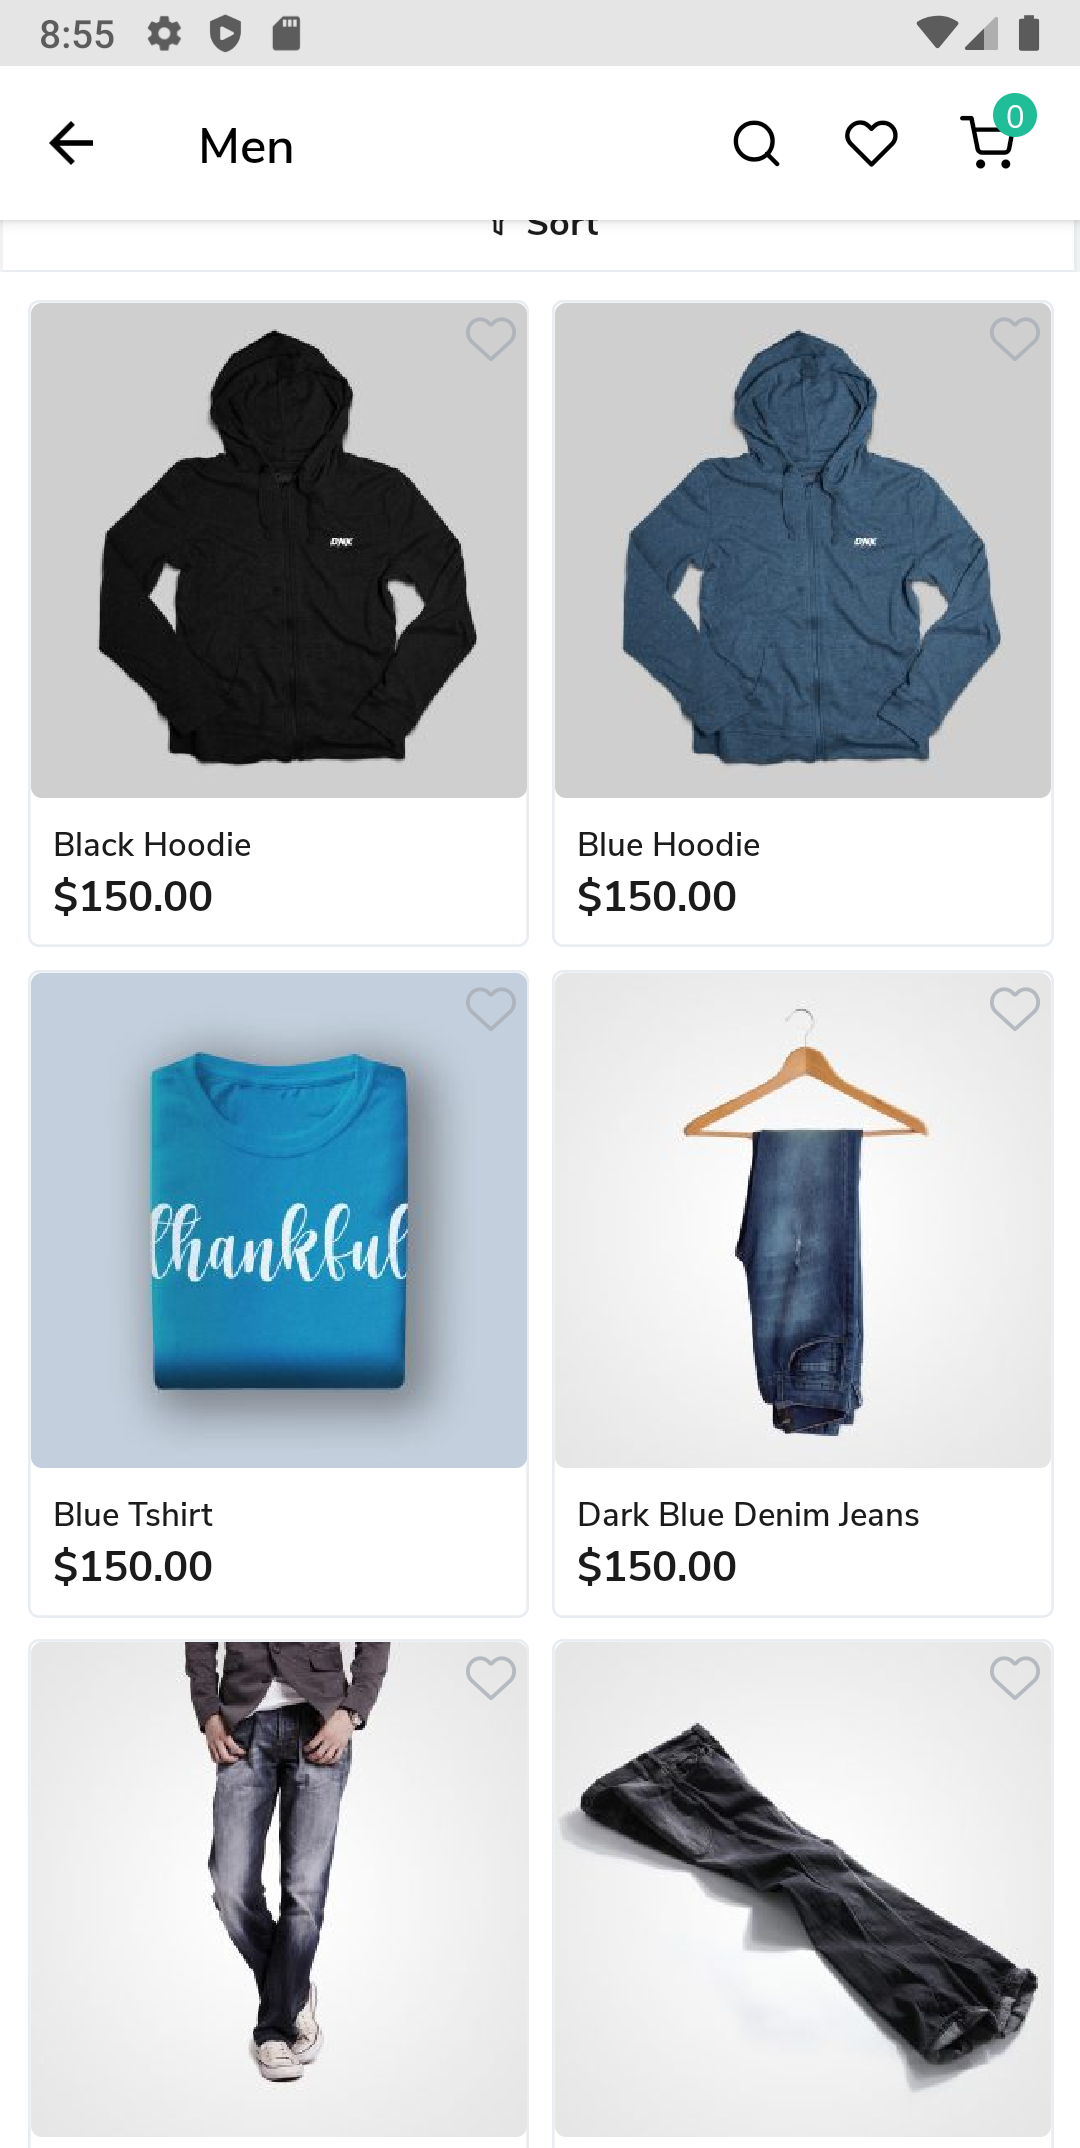 8:55
Men
0
Sort
DNK
DNK
Black Hoodie
$150.00
Blue Hoodie
$150.00
thankful
Blue Tshirt
$150.00
Dark Blue Denim Jeans
$150.00